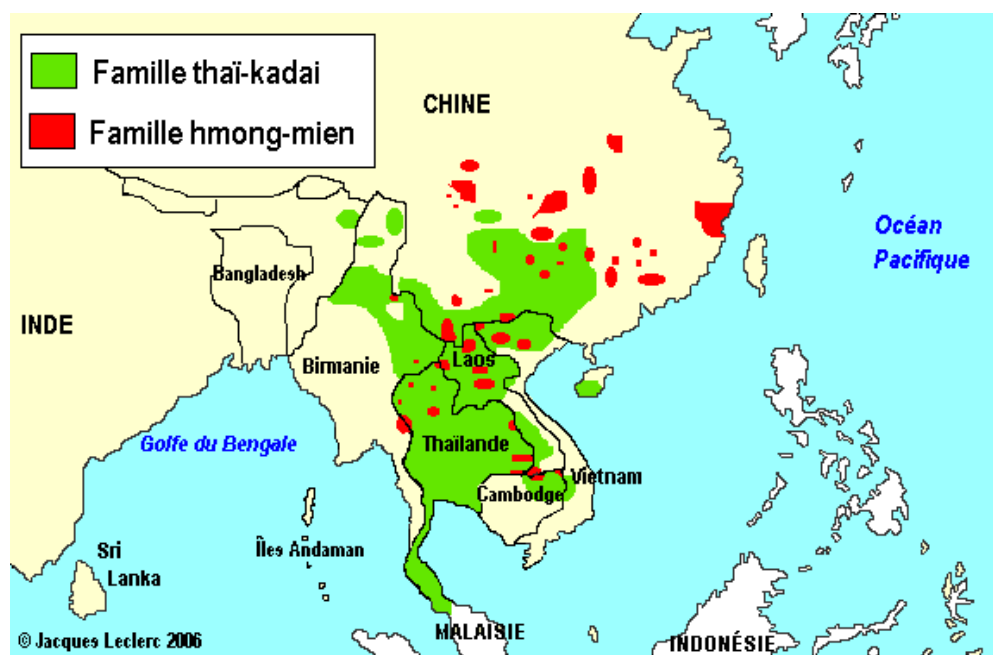 Famille thaï-kadai
Famille hmong-mien
CHINE
Océan
Pacifique
Bangladesh
INDE
Birmanie
Laos
Golfe du Bengale
Thaïlande
Vietnam
Cambodge
Îles Andaman
Sri
Lanka
© Jacques Leclerc 2006
MALAISIE
INDONÉSIE